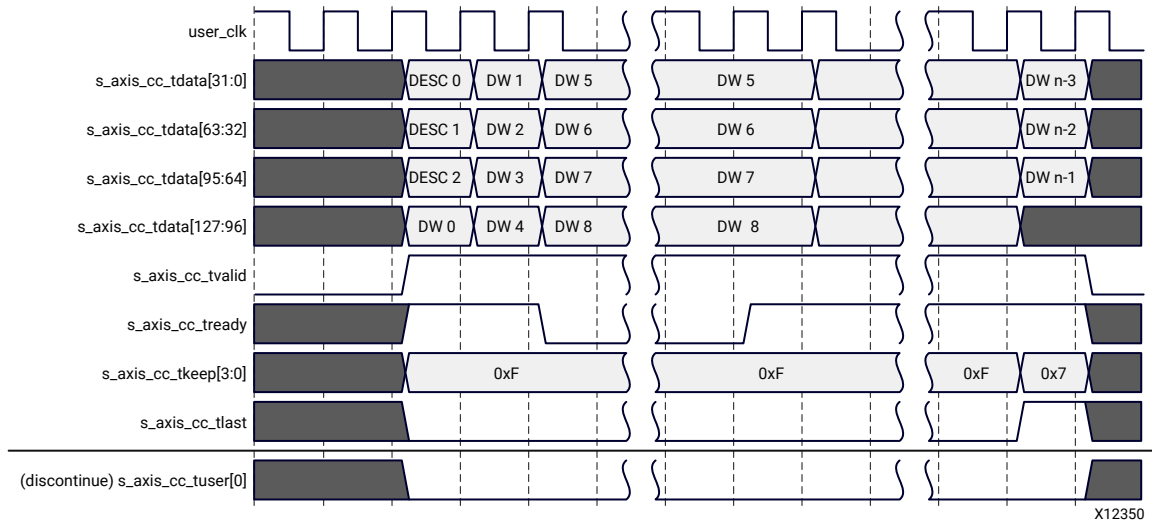 user_clk
s_axis_cc_tdata[31:0] DESC 0 DW 1 DW 5 DW 5 DW n-3
s_axis_cc_tdata[63:32] DESC 1 DW 2 DW 6 DW 6 DW n-2
s_axis_cc_tdata[95:64] DESC 2 DW 3 DW 7 DW 7 DW n-1
s_axis_cc_tdata[127:96] DW 0 DW 4 DW 8 DW 8
s_axis_cc_tvalid
s_axis_cc_tready
s_axis_cc_tkeep[3:0] 0xF 0xF 0xF 0x7
s_axis_cc_tlast
(discontinue) s_axis_cc_tuser[0]
X12350